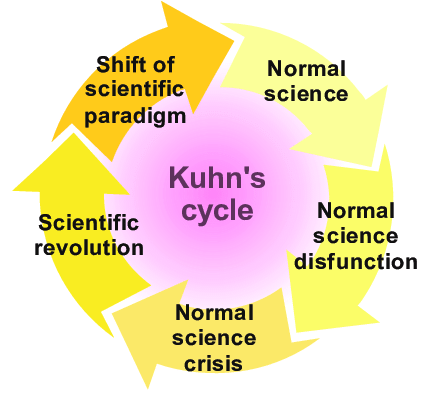 Shift of
scientific
paradigm
Normal
science
Kuhn's
cycle
Scientific
revolution
Normal
science
disfunction
Normal
science
crisis